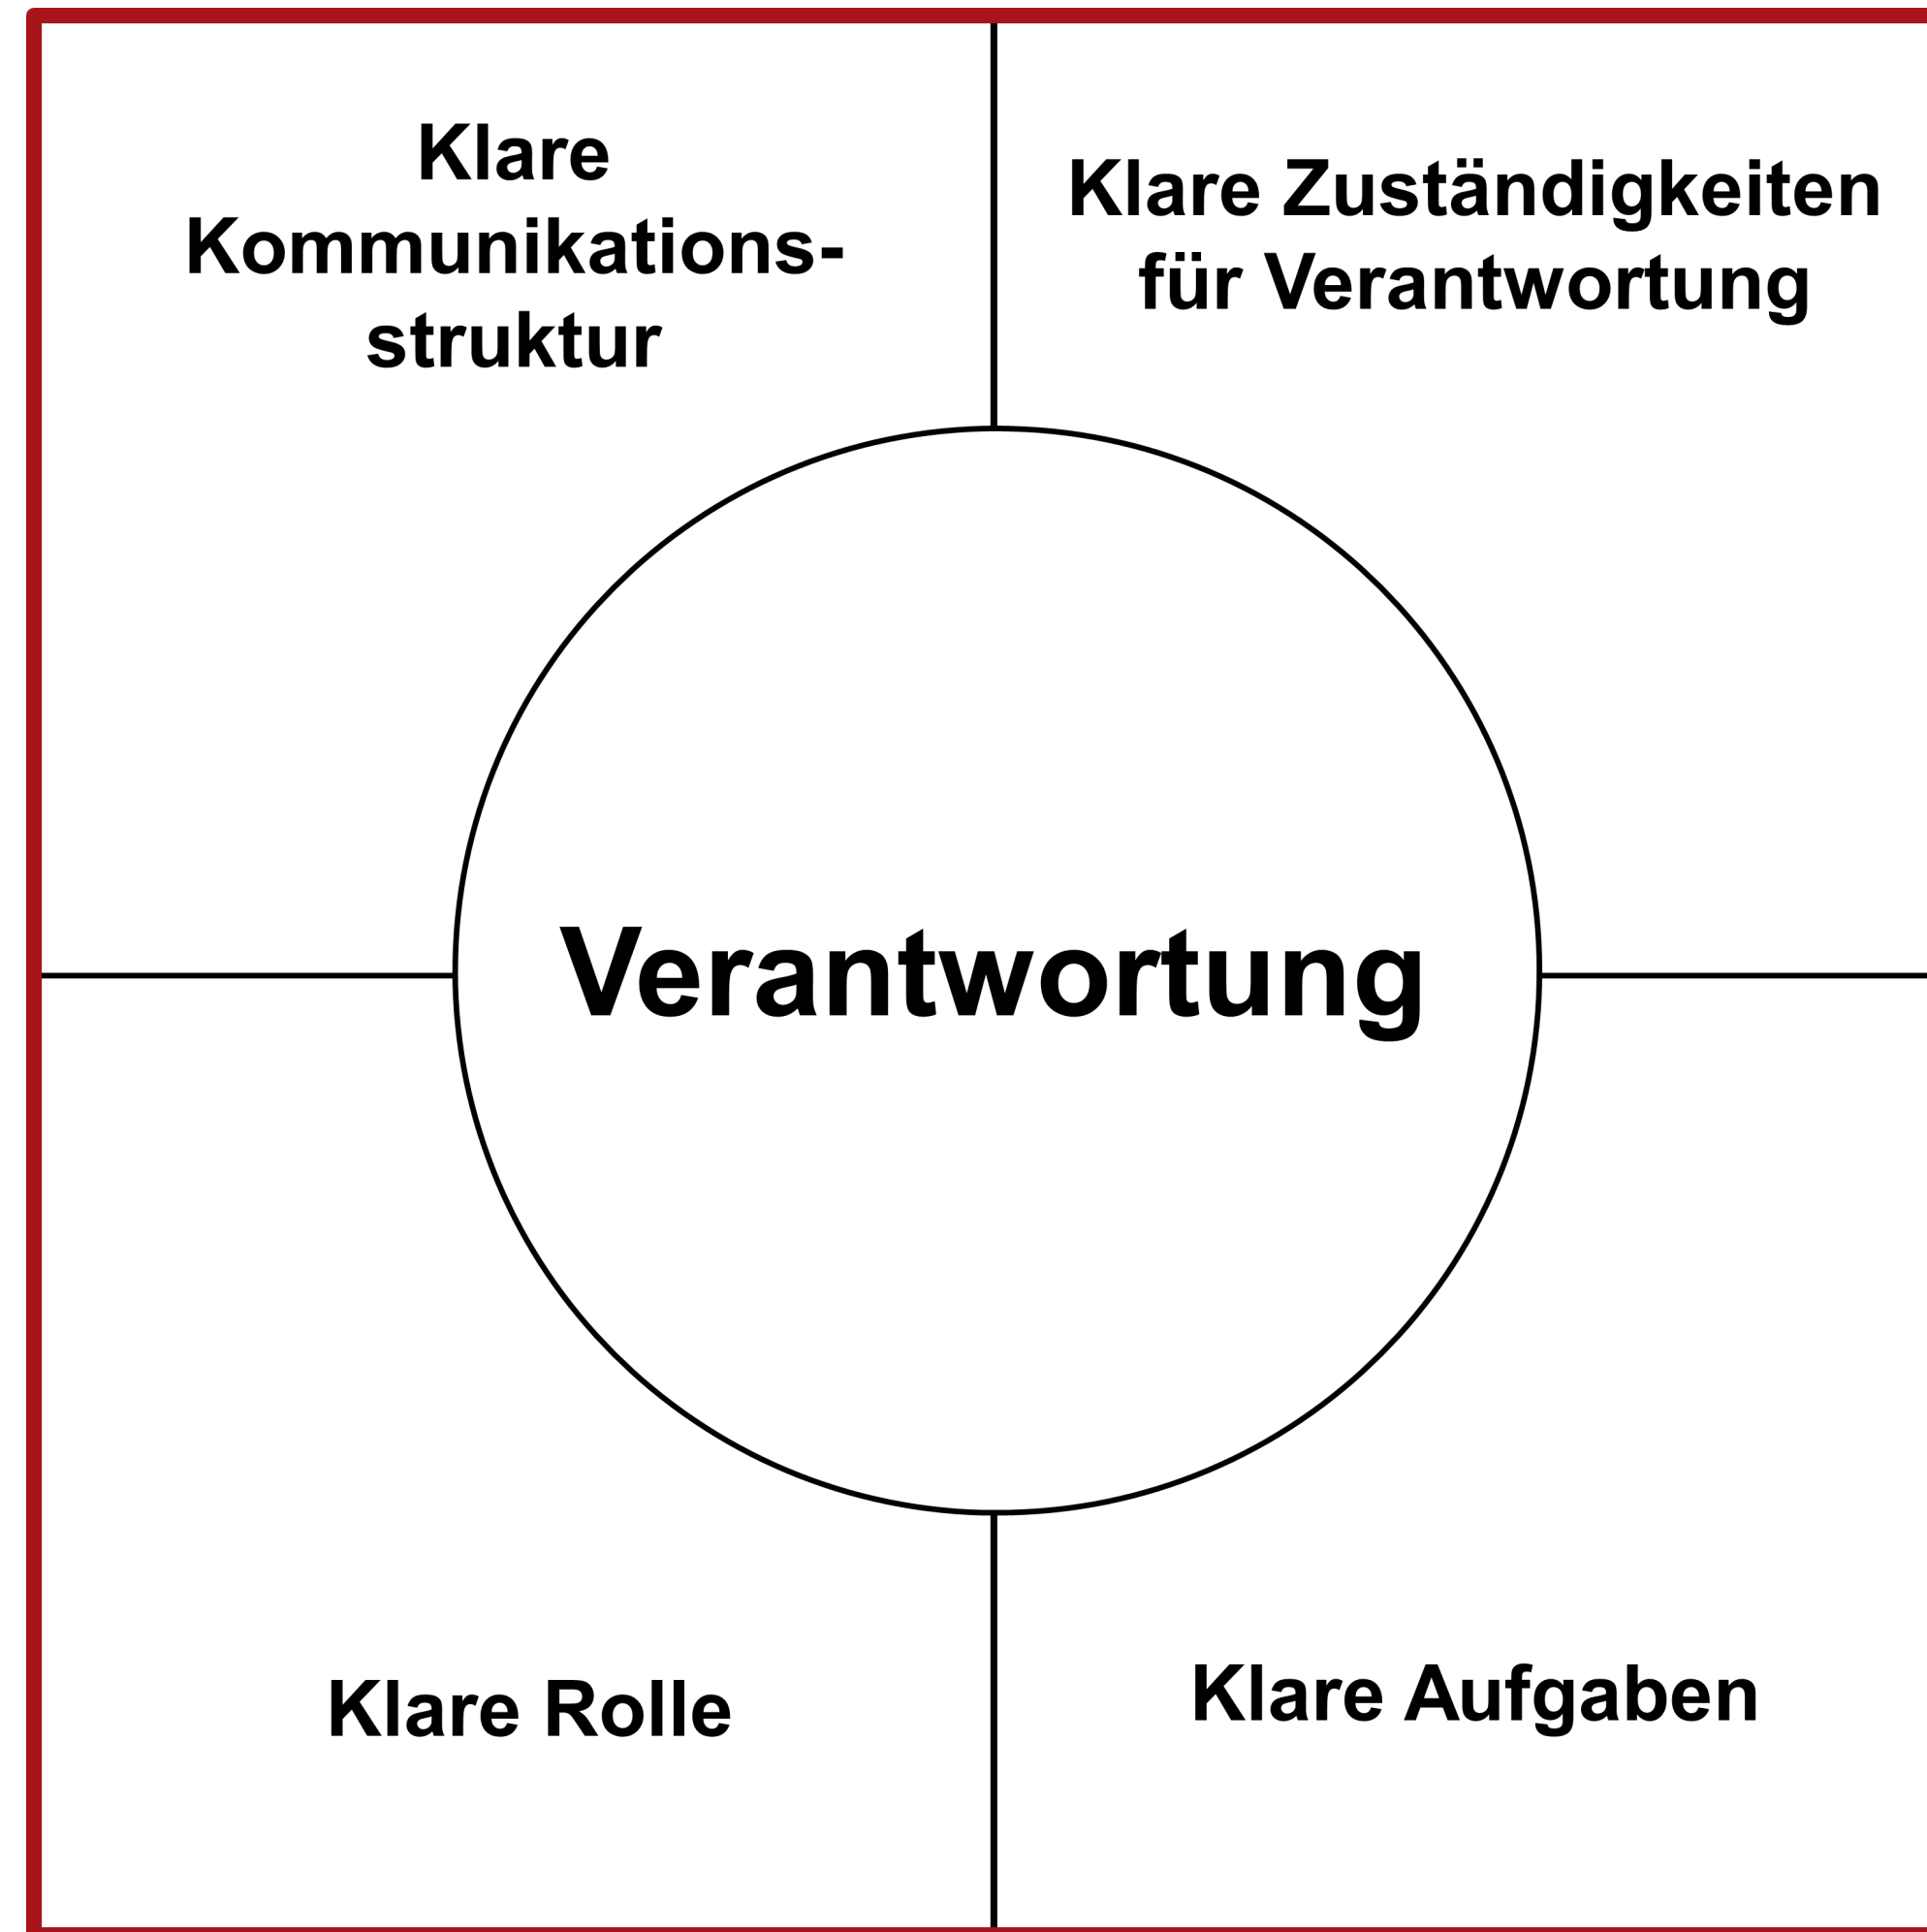 Klare
Kommunikations-
struktur
Klare Zuständigkeiten
für Verantwortung
Verantwortung
Klare Rolle
Klare Aufgaben